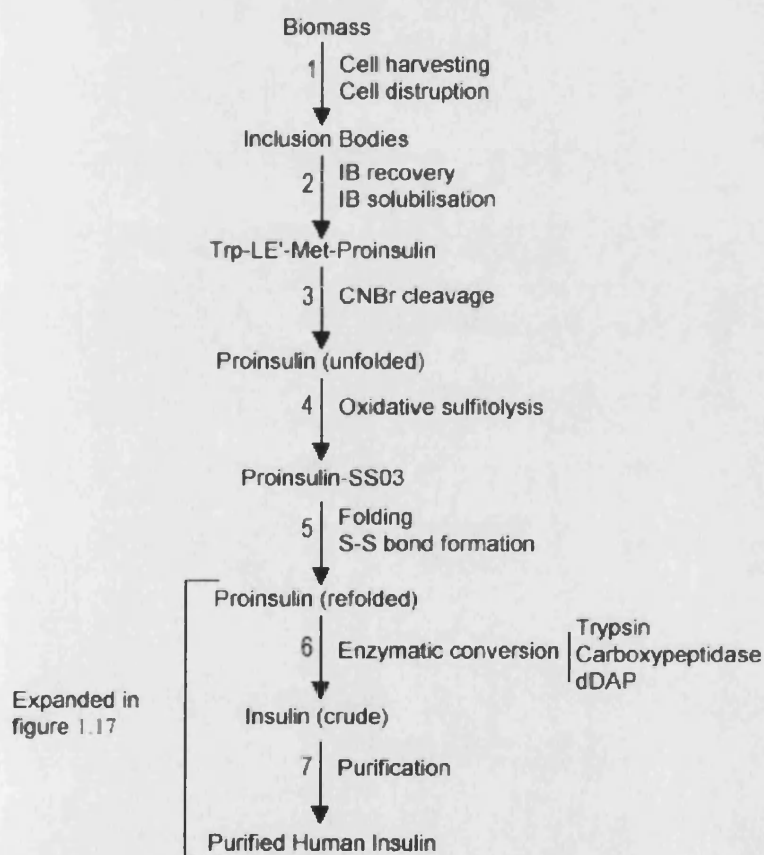 Biomass
1 Cell harvesting
Cell distruption
Inclusion Bodies
2 IB recovery
IB solubilisation
Trp-LE'-Met-Proinsulin
3 CNBr cleavage
Proinsulin (unfolded)
4 Oxidative sulfitolysis
Proinsulin-SS03
5 Folding
S-S bond formation
Proinsulin (refolded)
6 Enzymatic conversion
Trypsin
Carboxypeptidase
dDAP
Expanded in
figure 1.17
Insulin (crude)
7 Purification
Purified Human Insulin